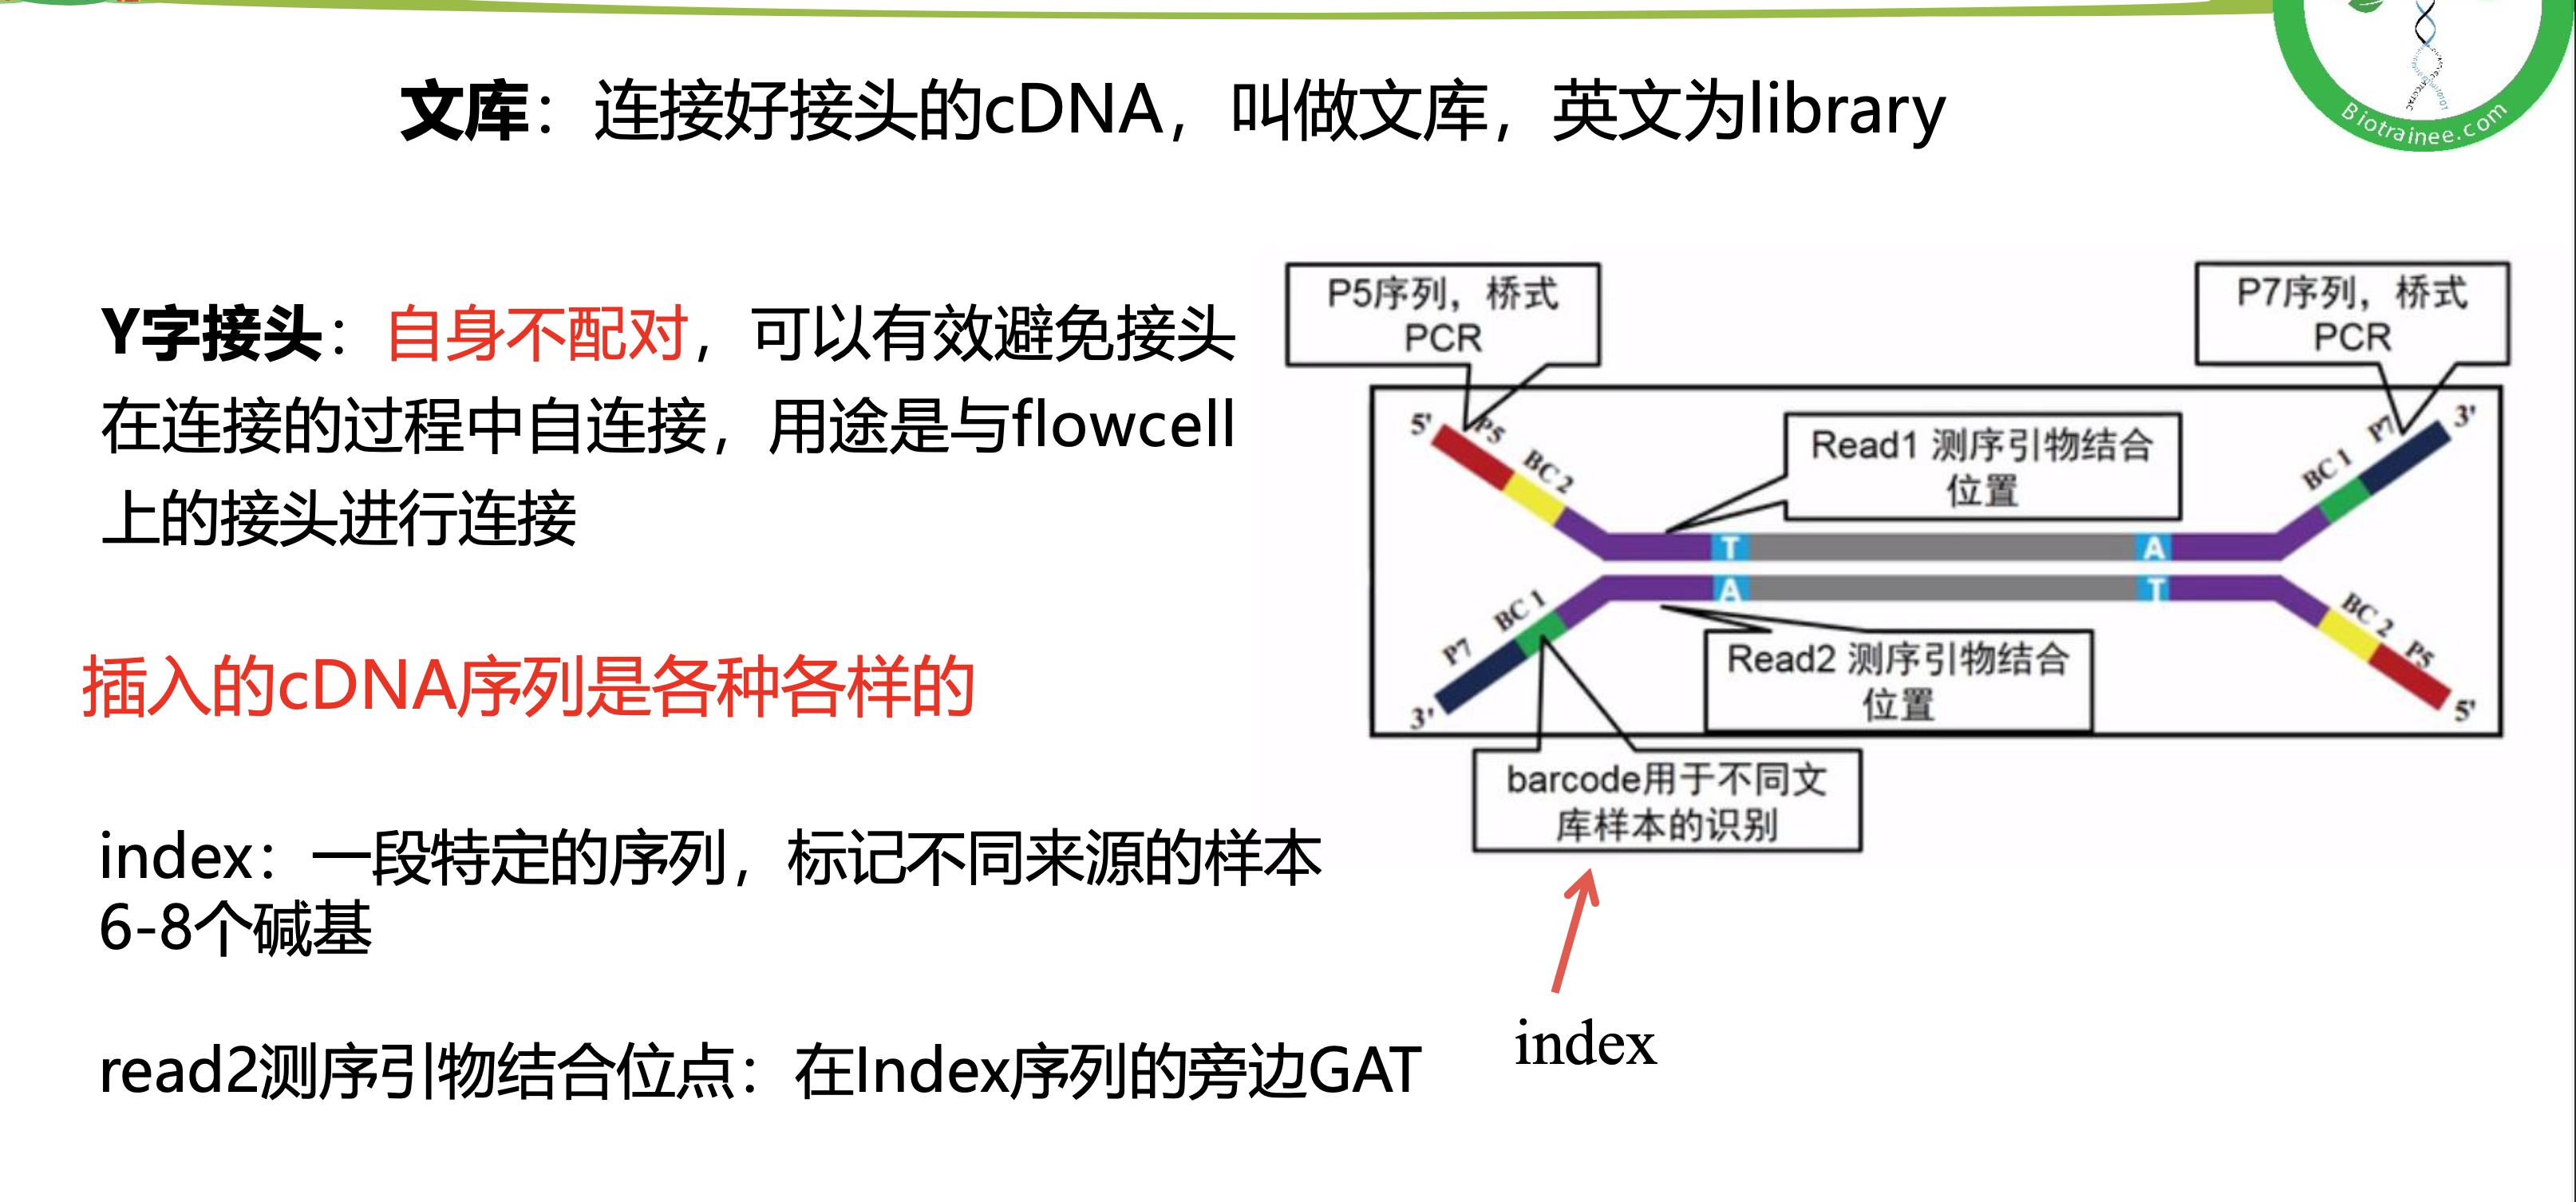 文库：连接好接头的cDNA，叫做文库，英文为library
Biotrainee.com
Y字接头：自身不配对，可以有效避免接头
在连接的过程中自连接，用途是与flowcell
上的接头进行连接
插入的cDNA序列是各种各样的
index：一段特定的序列，标记不同来源的样本
6-8个碱基
read2测序引物结合位点：在Index序列的旁边GAT
P5序列，桥式
PCR
P7序列，桥式
PCR
5'
P5
BC 2
Read1 测序引物结合
位置
BC 1
P7
3'
T
A
A
T
P7
BC 1
3'
Read2 测序引物结合
位置
BC 2
P5
5'
barcode用于不同文
库样本的识别
index